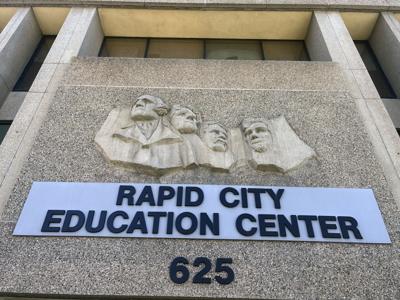 RAPID CITY
EDUCATION CENTER
625